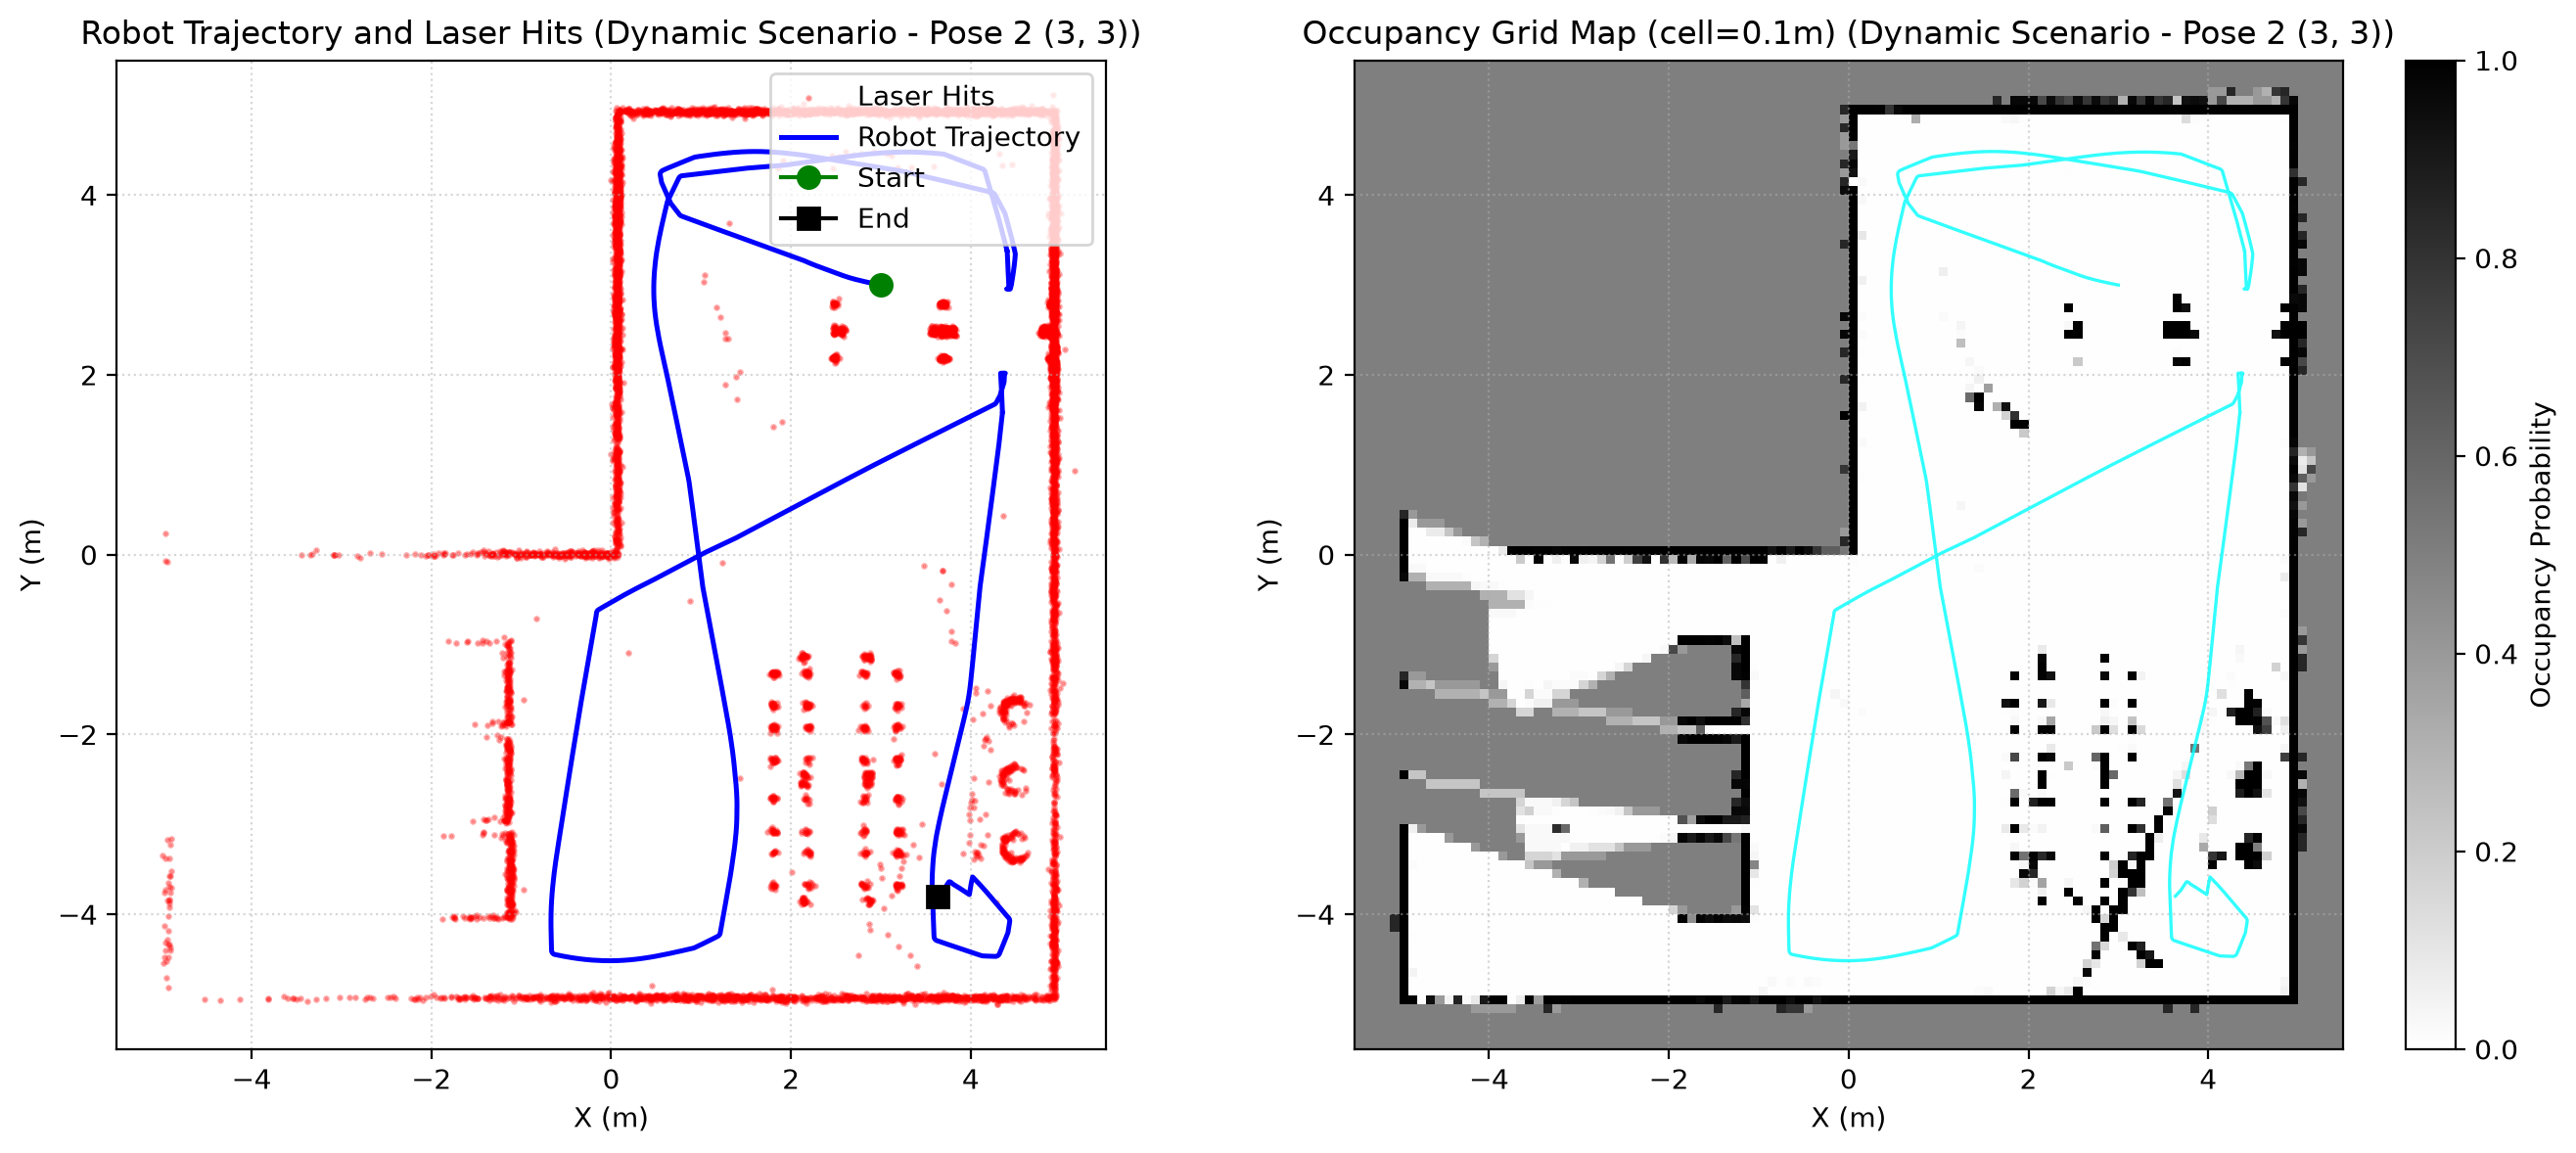 Robot Trajectory and Laser Hits (Dynamic Scenario - Pose 2 (3, 3))
Laser Hits
Robot Trajectory
Start
End
4
2
0
−2
−4
Y (m)
−4
−2
0
2
4
X (m)
Occupancy Grid Map (cell=0.1m) (Dynamic Scenario - Pose 2 (3, 3))
4
2
0
−2
−4
Y (m)
−4
−2
0
2
4
X (m)
1.0
0.8
0.6
0.4
0.2
0.0
Occupancy Probability